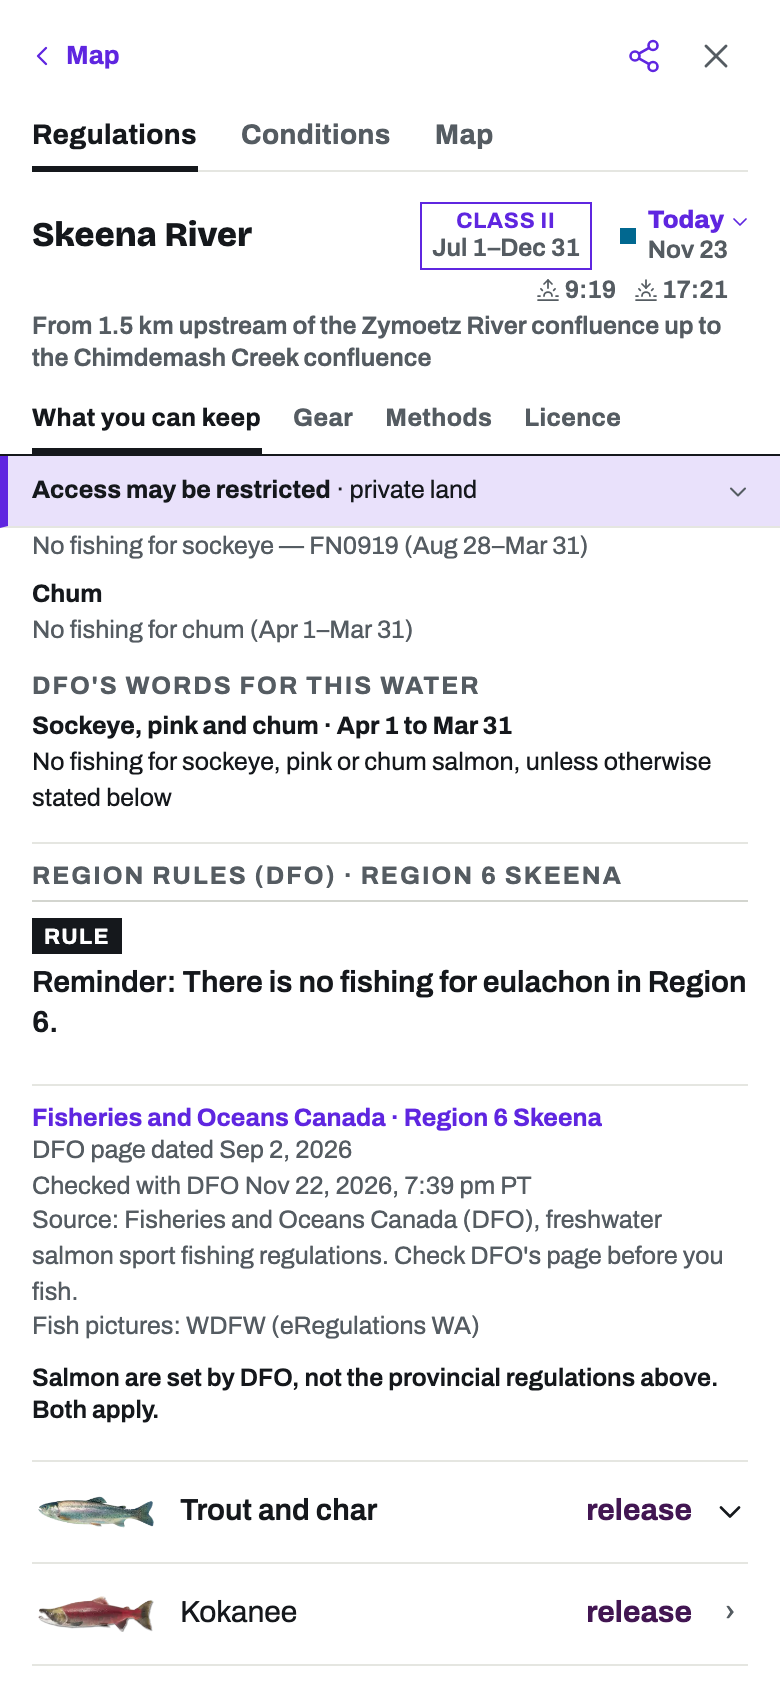 Map
Regulations Conditions Map
Skeena River
CLASS II
Jul 1–Dec 31
Today
Nov 23
9:19 17:21
From 1.5 km upstream of the Zymoetz River confluence up to
the Chimdemash Creek confluence
What you can keep Gear Methods Licence
Access may be restricted · private land
No fishing for sockeye — FN0919 (Aug 28–Mar 31)
Chum
No fishing for chum (Apr 1–Mar 31)
DFO'S WORDS FOR THIS WATER
Sockeye, pink and chum · Apr 1 to Mar 31
No fishing for sockeye, pink or chum salmon, unless otherwise
stated below
REGION RULES (DFO) · REGION 6 SKEENA
RULE
Reminder: There is no fishing for eulachon in Region
6.
Fisheries and Oceans Canada · Region 6 Skeena
DFO page dated Sep 2, 2026
Checked with DFO Nov 22, 2026, 7:39 pm PT
Source: Fisheries and Oceans Canada (DFO), freshwater
salmon sport fishing regulations. Check DFO's page before you
fish.
Fish pictures: WDFW (eRegulations WA)
Salmon are set by DFO, not the provincial regulations above.
Both apply.
Trout and char release
Kokanee release